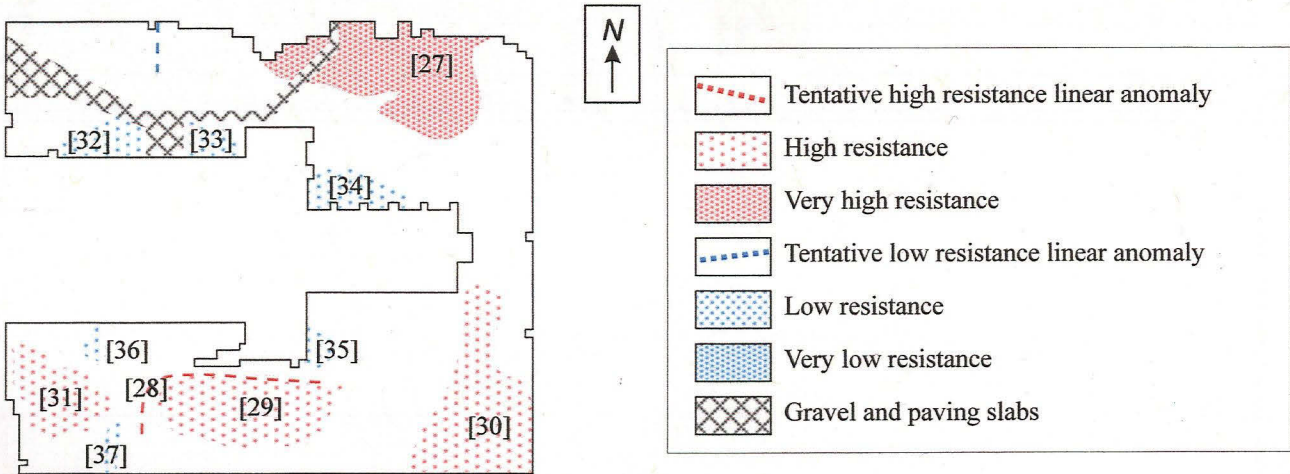 N
[27]
[32]
[33]
[34]
[36]
[35]
[28]
[31]
[29]
[30]
[37]
Tentative high resistance linear anomaly
High resistance
Very high resistance
Tentative low resistance linear anomaly
Low resistance
Very low resistance
Gravel and paving slabs